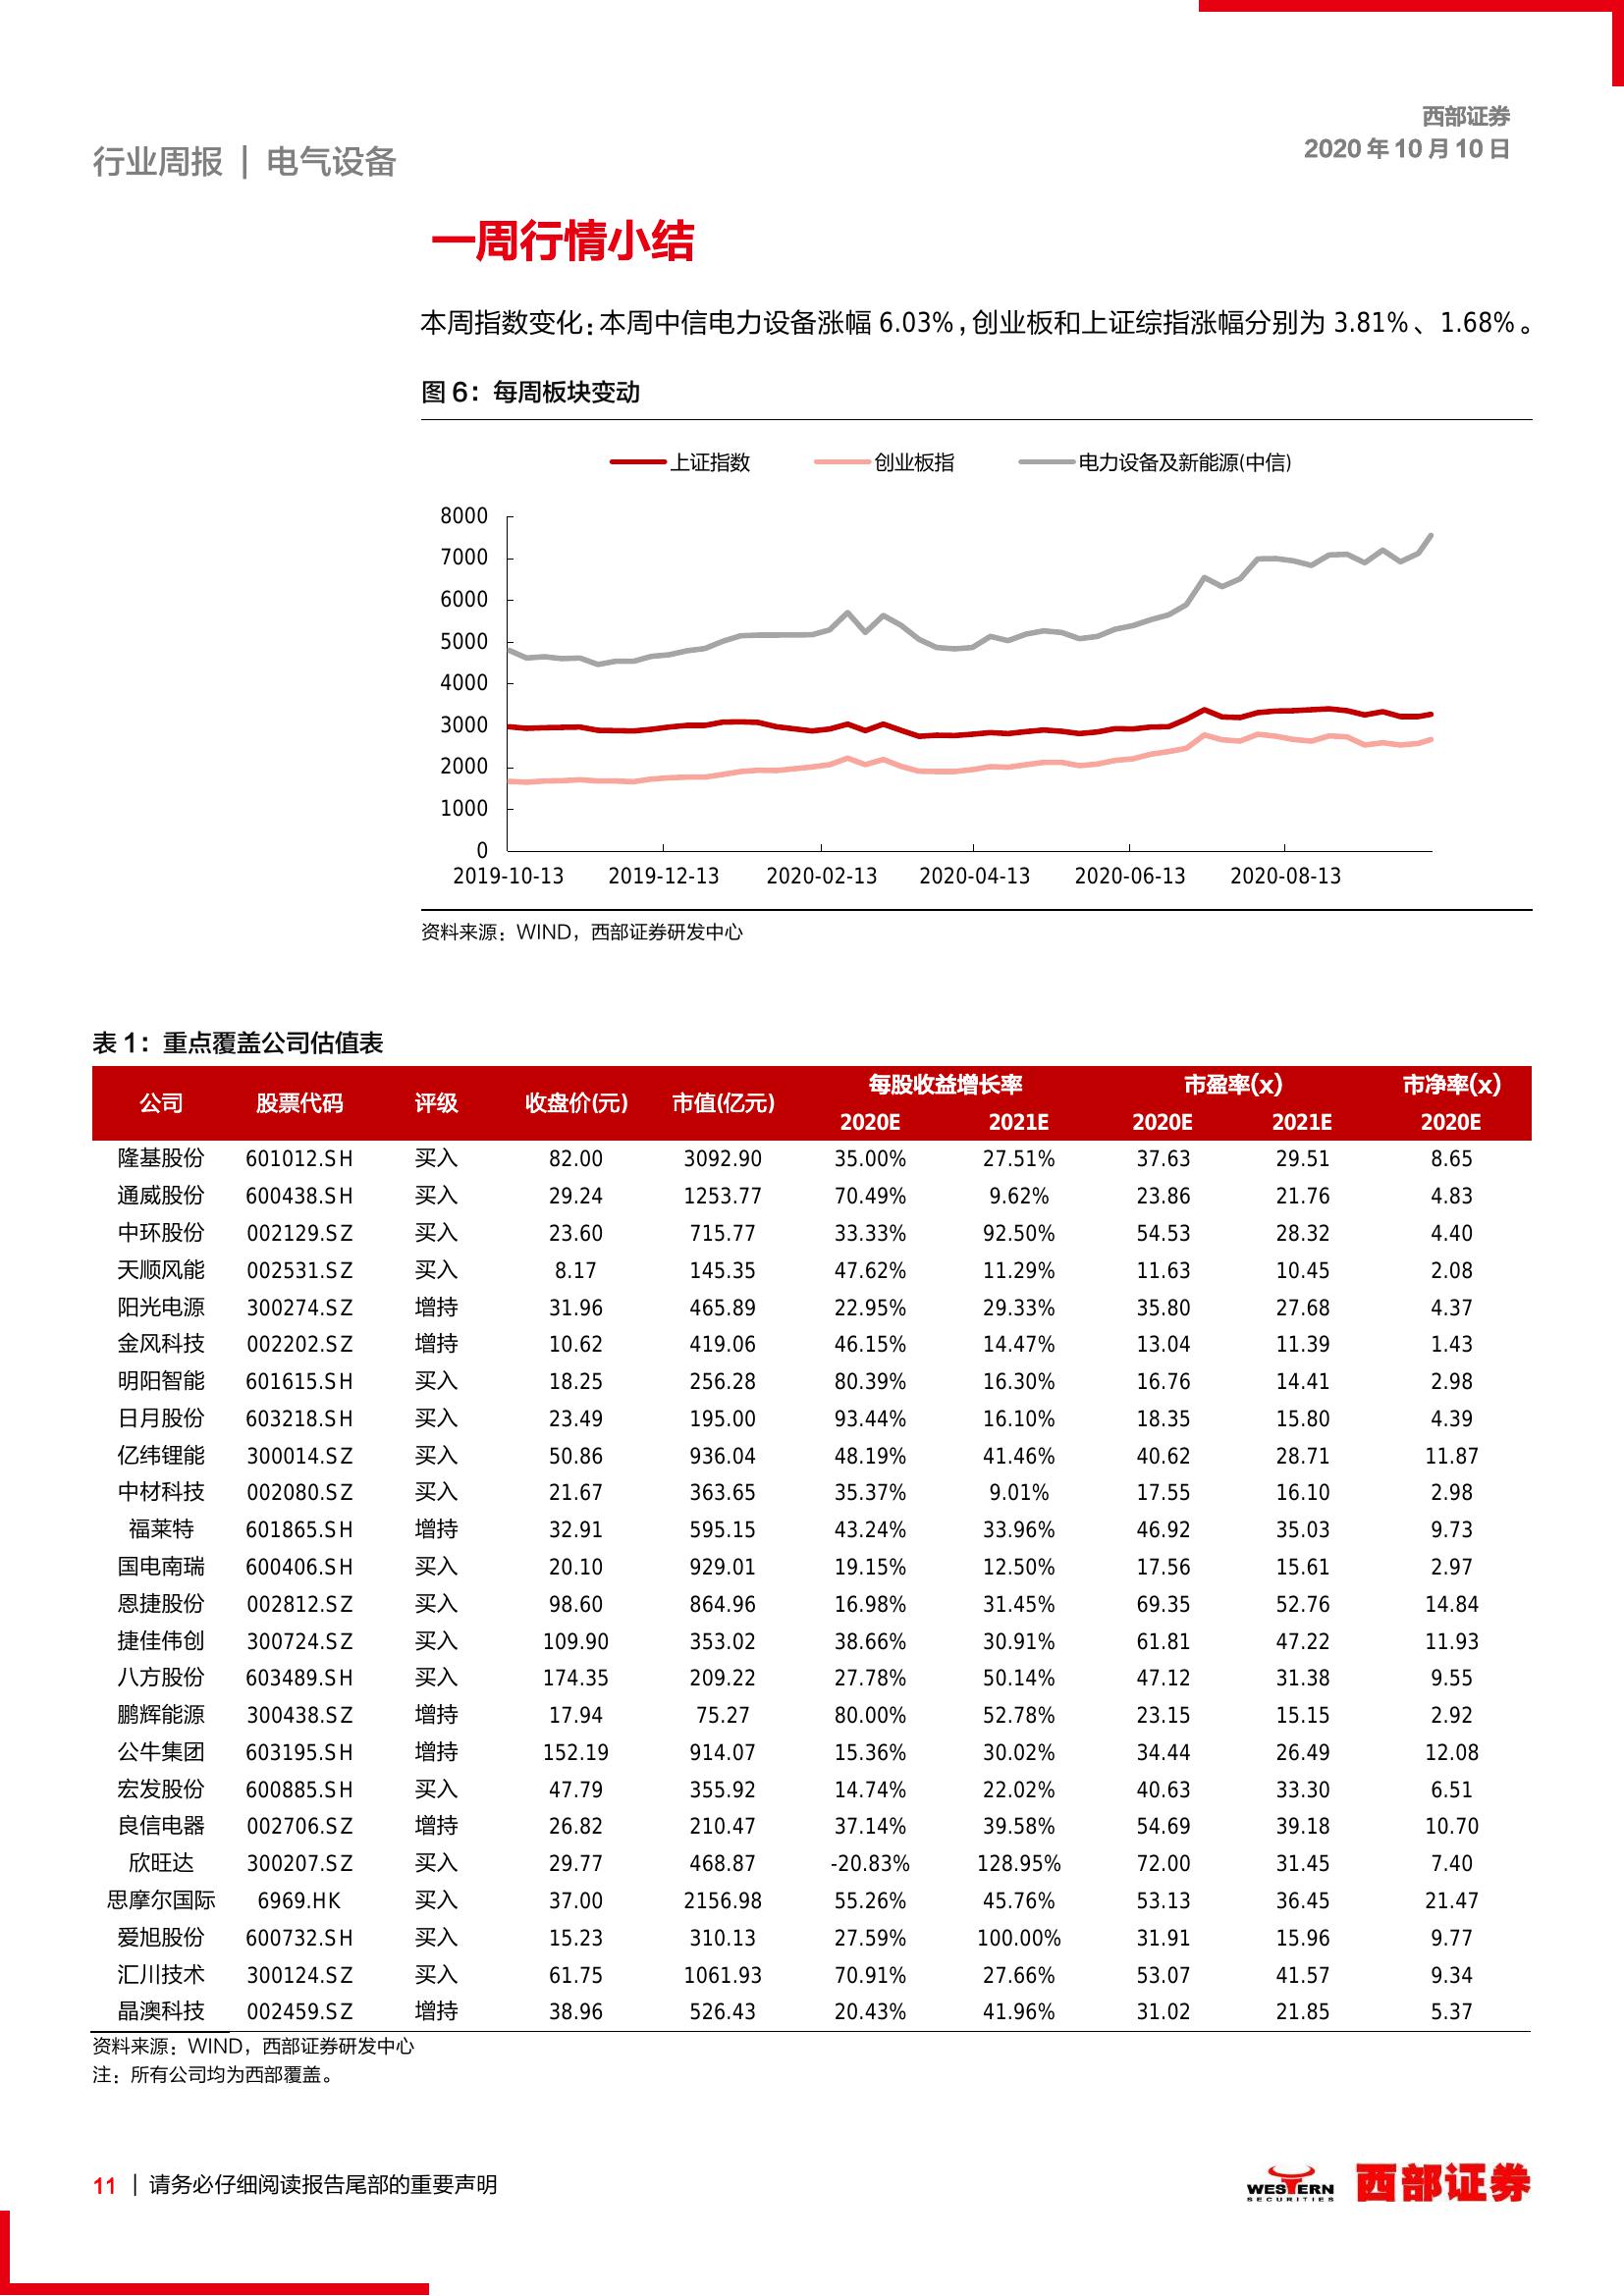 西部证券
2020 年 10 月 10 日
行业周报 | 电气设备
一周行情小结
本周指数变化：本周中信电力设备涨幅 6.03%，创业板和上证综指涨幅分别为 3.81%、1.68%。
图 6：每周板块变动
上证指数 创业板指 电力设备及新能源(中信)
8000
7000
6000
5000
4000
3000
2000
1000
0
2019-10-13 2019-12-13 2020-02-13 2020-04-13 2020-06-13 2020-08-13
资料来源：WIND，西部证券研发中心
表 1：重点覆盖公司估值表
公司 股票代码 评级 收盘价(元) 市值(亿元) 每股收益增长率 市盈率(x) 市净率(x)
2020E 2021E 2020E 2021E 2020E
隆基股份 601012.SH 买入 82.00 3092.90 35.00% 27.51% 37.63 29.51 8.65
通威股份 600438.SH 买入 29.24 1253.77 70.49% 9.62% 23.86 21.76 4.83
中环股份 002129.SZ 买入 23.60 715.77 33.33% 92.50% 54.53 28.32 4.40
天顺风能 002531.SZ 买入 8.17 145.35 47.62% 11.29% 11.63 10.45 2.08
阳光电源 300274.SZ 增持 31.96 465.89 22.95% 29.33% 35.80 27.68 4.37
金风科技 002202.SZ 增持 10.62 419.06 46.15% 14.47% 13.04 11.39 1.43
明阳智能 601615.SH 买入 18.25 256.28 80.39% 16.30% 16.76 14.41 2.98
日月股份 603218.SH 买入 23.49 195.00 93.44% 16.10% 18.35 15.80 4.39
亿纬锂能 300014.SZ 买入 50.86 936.04 48.19% 41.46% 40.62 28.71 11.87
中材科技 002080.SZ 买入 21.67 363.65 35.37% 9.01% 17.55 16.10 2.98
福莱特 601865.SH 增持 32.91 595.15 43.24% 33.96% 46.92 35.03 9.73
国电南瑞 600406.SH 买入 20.10 929.01 19.15% 12.50% 17.56 15.61 2.97
恩捷股份 002812.SZ 买入 98.60 864.96 16.98% 31.45% 69.35 52.76 14.84
捷佳伟创 300724.SZ 买入 109.90 353.02 38.66% 30.91% 61.81 47.22 11.93
八方股份 603489.SH 买入 174.35 209.22 27.78% 50.14% 47.12 31.38 9.55
鹏辉能源 300438.SZ 增持 17.94 75.27 80.00% 52.78% 23.15 15.15 2.92
公牛集团 603195.SH 增持 152.19 914.07 15.36% 30.02% 34.44 26.49 12.08
宏发股份 600885.SH 买入 47.79 355.92 14.74% 22.02% 40.63 33.30 6.51
良信电器 002706.SZ 增持 26.82 210.47 37.14% 39.58% 54.69 39.18 10.70
欣旺达 300207.SZ 买入 29.77 468.87 -20.83% 128.95% 72.00 31.45 7.40
思摩尔国际 6969.HK 买入 37.00 2156.98 55.26% 45.76% 53.13 36.45 21.47
爱旭股份 600732.SH 买入 15.23 310.13 27.59% 100.00% 31.91 15.96 9.77
汇川技术 300124.SZ 买入 61.75 1061.93 70.91% 27.66% 53.07 41.57 9.34
晶澳科技 002459.SZ 增持 38.96 526.43 20.43% 41.96% 31.02 21.85 5.37
资料来源：WIND，西部证券研发中心
注：所有公司均为西部覆盖。
11 | 请务必仔细阅读报告尾部的重要声明
WESTERN
SECURITIES
西部证券